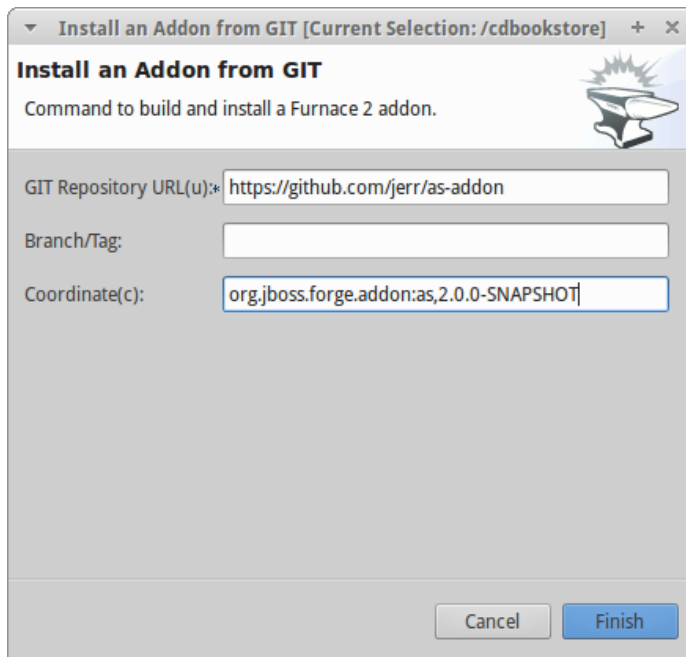 Install an Addon from GIT [Current Selection: /cdbookstore]
Install an Addon from GIT
Command to build and install a Furnace 2 addon.
GIT Repository URL(u):* https://github.com/jerr/as-addon
Branch/Tag:
Coordinate(c): org.jboss.forge.addon:as,2.0.0-SNAPSHOT
Cancel Finish